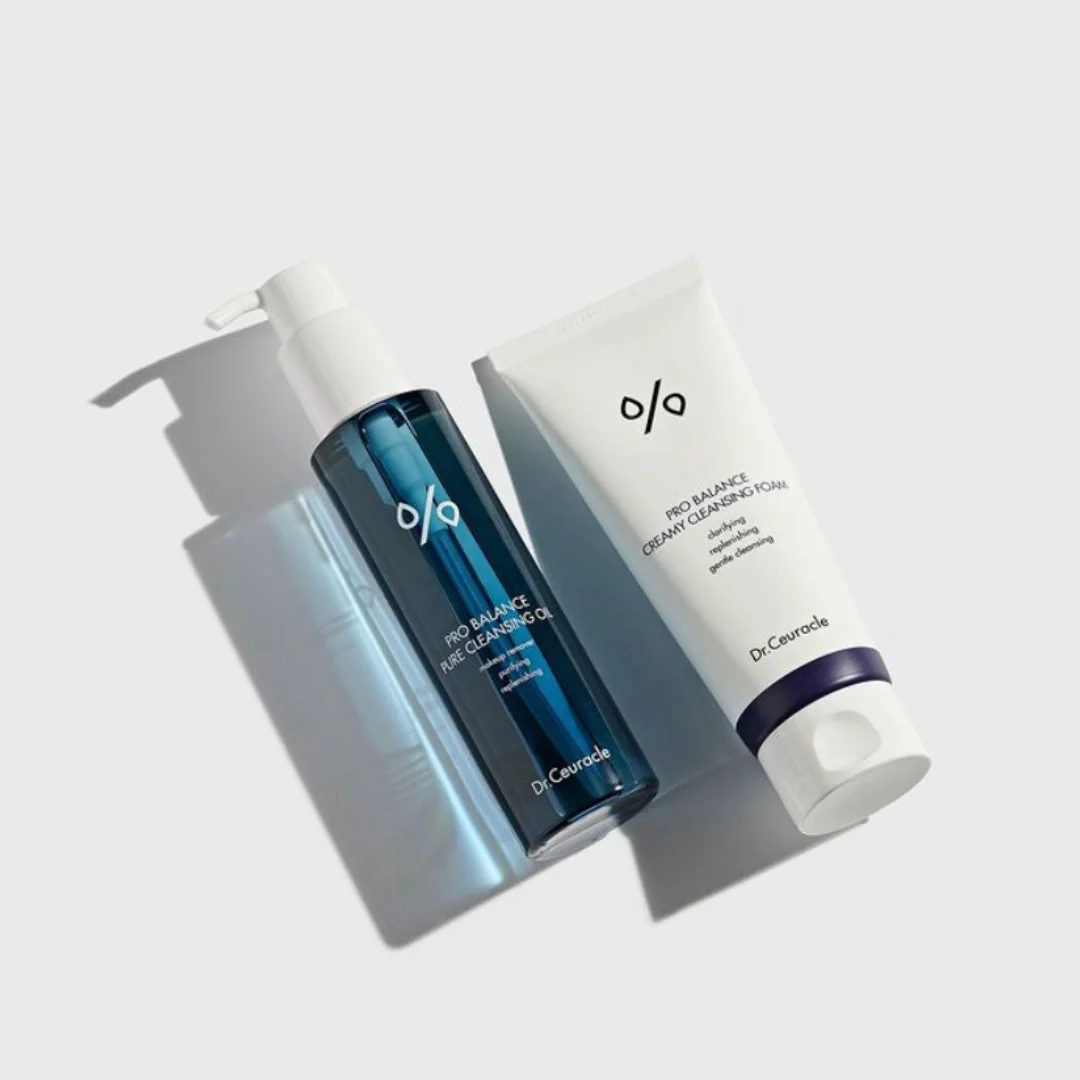 %
PRO BALANCE
PURE CLEANSING OIL
makeup remover
purifying
replenishing
Dr.Ceuracle
%
PRO BALANCE
CREAMY CLEANSING FOAM
clarifying
replenishing
gentle cleansing
Dr.Ceuracle